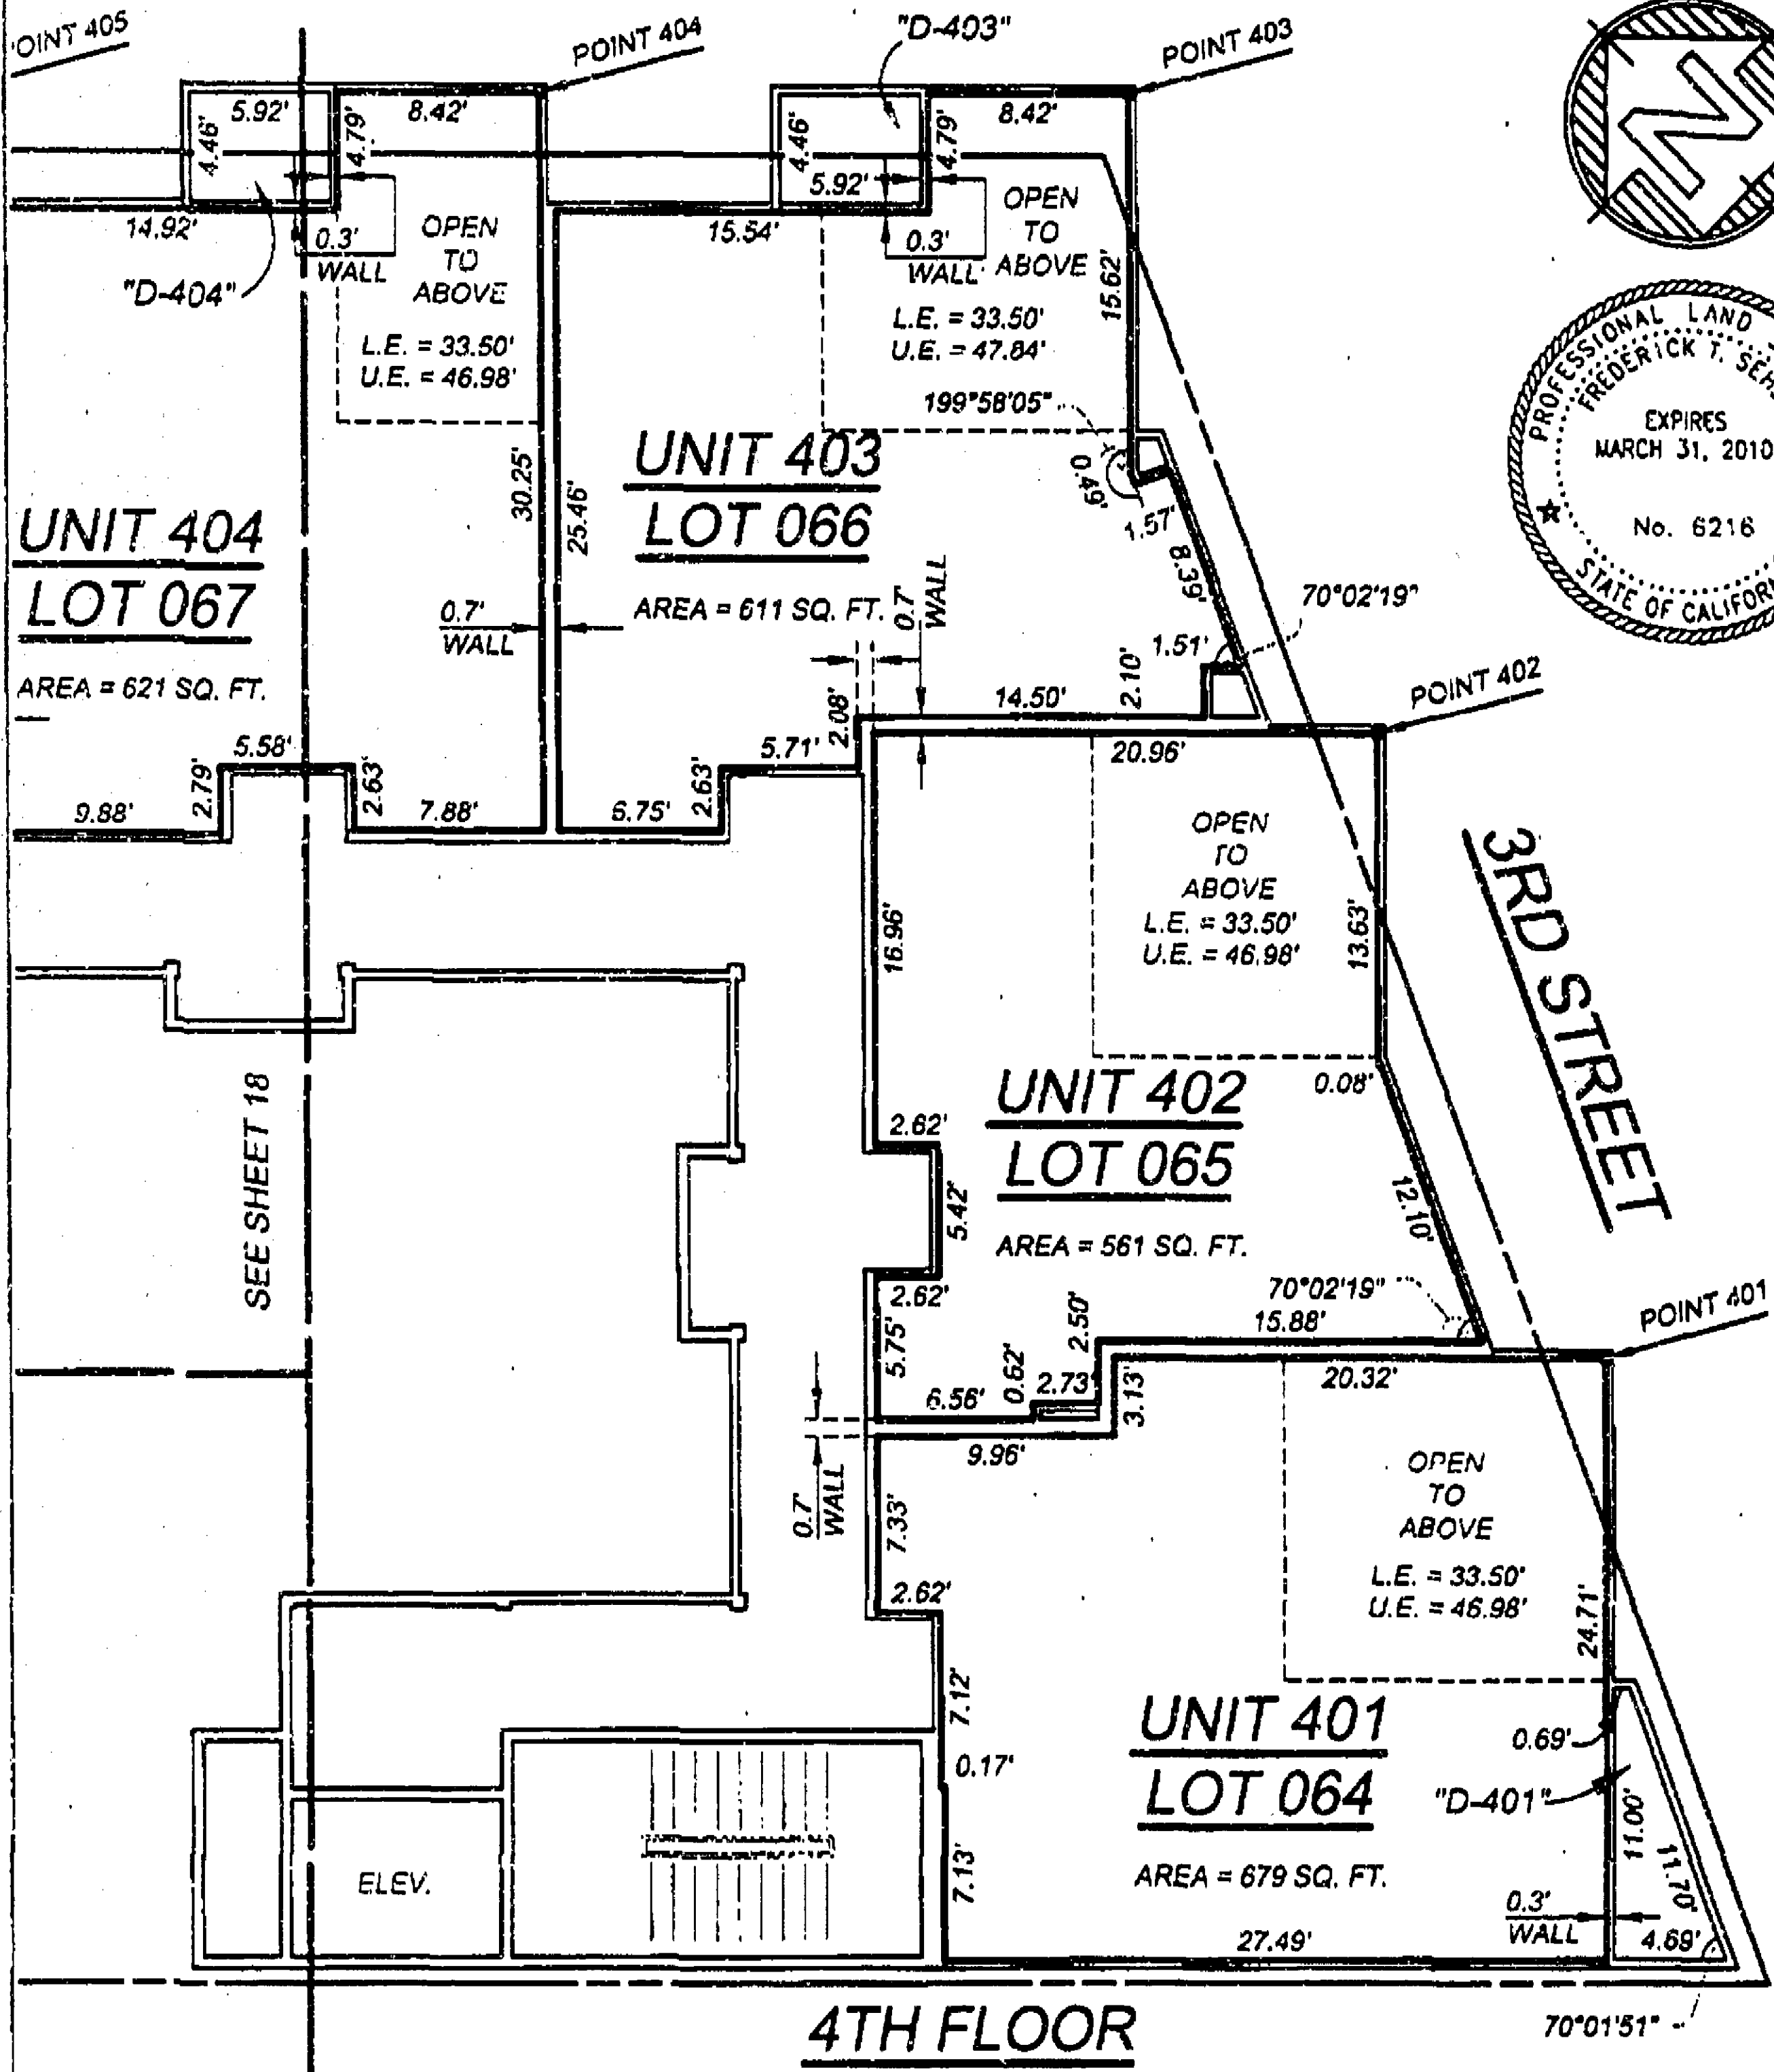 OINT 405
POINT 404
"D-403"
POINT 403
5.92'
8.42'
4.46'
4.79'
4.46'
4.79'
8.42'
5.92'
14.92'
0.3'
WALL
"D-404"
OPEN
TO
ABOVE
L.E. = 33.50'
U.E. = 46.98'
15.54'
0.3'
WALL
OPEN
TO
ABOVE
L.E. = 33.50'
U.E. = 47.84'
15.62'
199°58'05"
0.49'
1.57'
8.39'
N
PROFESSIONAL LAND
FREDERICK T.
EXPIRES
MARCH 31, 2010
No. 6216
STATE OF
UNIT 404
LOT 067
AREA = 621 SQ. FT.
30.25'
25.46'
UNIT 403
LOT 066
AREA = 611 SQ. FT.
0.7'
WALL
0.7'
WALL
70°02'19"
1.51'
2.10'
14.50'
2.08'
POINT 402
5.58'
2.79'
2.63'
9.88'
7.88'
5.71'
2.63'
6.75'
20.96'
OPEN
TO
ABOVE
L.E. = 33.50'
U.E. = 46.98'
13.63'
16.96'
3RD STREET
0.08'
UNIT 402
LOT 065
AREA = 561 SQ. FT.
2.62'
5.42'
2.62'
12.10'
SEE SHEET 18
70°02'19"
15.88'
POINT 401
5.75'
2.50'
0.62'
2.73'
6.56'
3.13'
20.32'
9.96'
0.7'
WALL
7.33'
2.62'
OPEN
TO
ABOVE
L.E. = 33.50'
U.E. = 46.98'
24.71'
UNIT 401
LOT 064
AREA = 679 SQ. FT.
7.12'
0.17'
7.13'
0.69'
"D-401"
11.00'
11.70'
ELEV.
0.3'
WALL
27.49'
4.69'
70°01'51"
4TH FLOOR